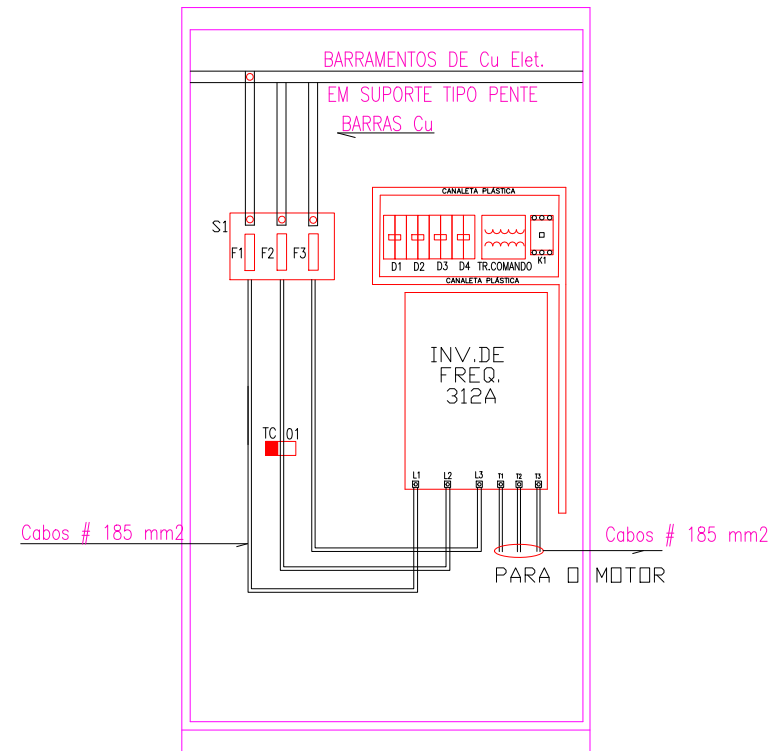 BARRAMENTOS DE Cu Elet.
EM SUPORTE TIPO PENTE
BARRAS Cu
CANALETA PLÁSTICA
S1
F1 F2 F3
K1
D1 D2 D3 D4 TR.COMANDO
CANALETA PLÁSTICA
INV.DE
FREQ.
312A
TC 01
L1 L2 L3 T1 T2 T3
Cabos # 185 mm2
Cabos # 185 mm2
PARA O MOTOR